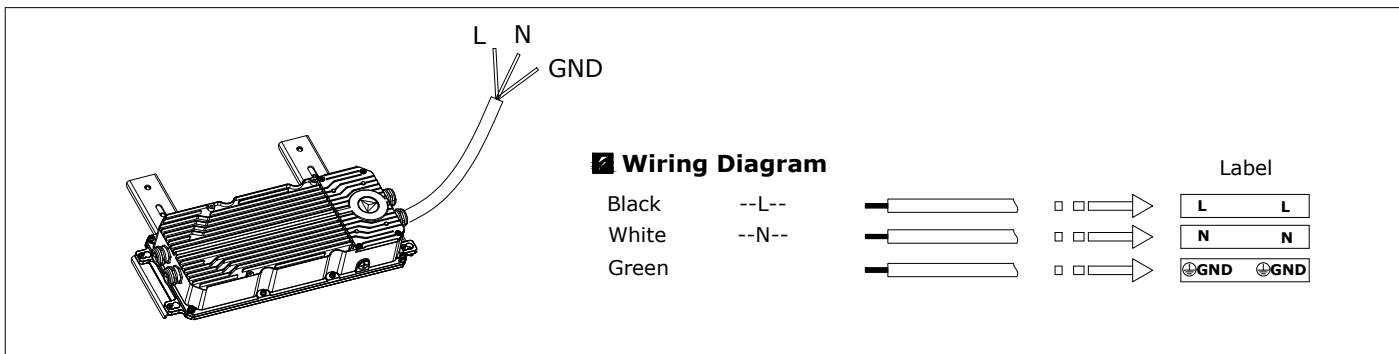 L N
GND
Wiring Diagram
Label
Black --L-- L L
White --N-- N N
Green GND GND